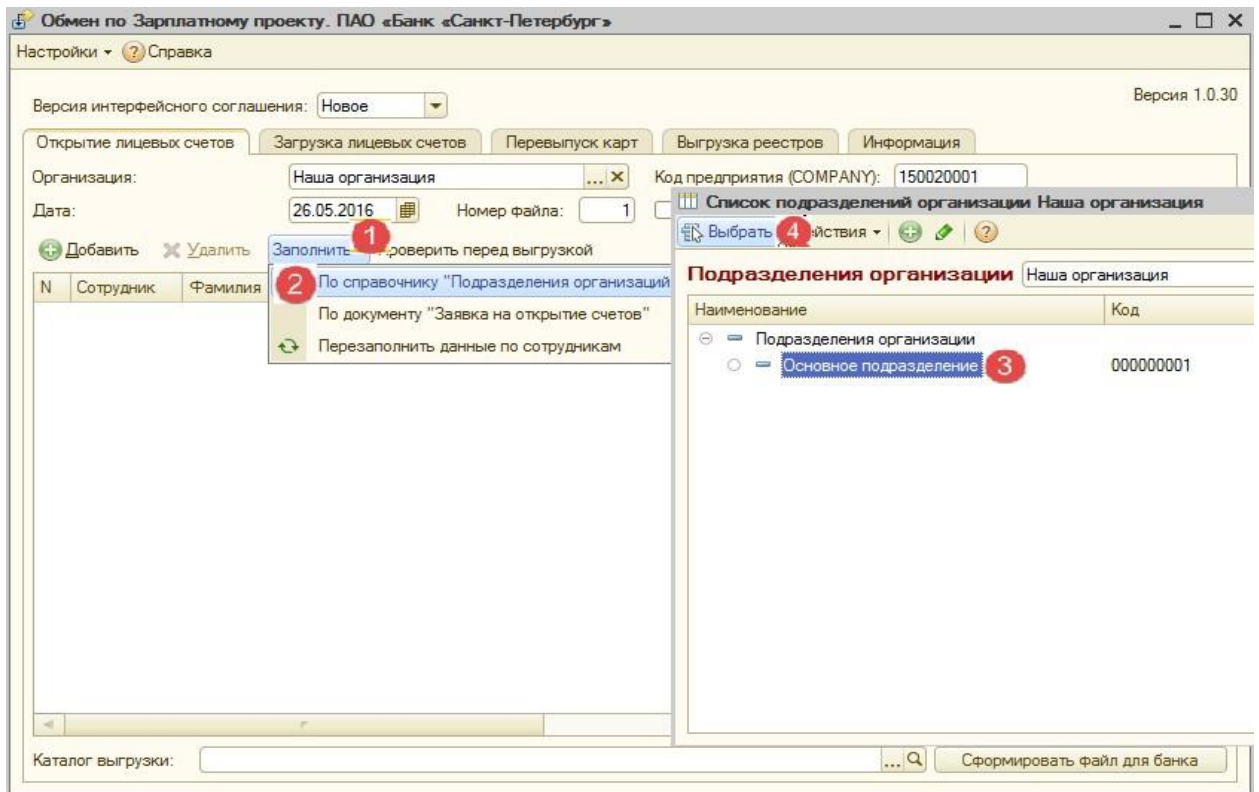 Обмен по Зарплатному проекту. ПАО «Банк «Санкт-Петербург»
Настройки ? Справка
Версия интерфейсного соглашения: Новое
Версия 1.0.30
Открытие лицевых счетов Загрузка лицевых счетов Перевыпуск карт Выгрузка реестров Информация
Организация: Наша организация ... Код предприятия (COMPANY): 150020001
Дата: 26.05.2016 Номер файла: 1
1
Добавить Удалить Заполнить роверить перед выгрузкой
N Сотрудник Фамилия
2 По справочнику "Подразделения организаций
По документу "Заявка на открытие счетов"
Перезаполнить данные по сотрудникам
Список подразделений организации Наша организация
Выбрать 4 йствия ?
Подразделения организации Наша организация
Наименование Код
Подразделения организации
Основное подразделение 3 000000001
Каталог выгрузки: ... Сформировать файл для банка